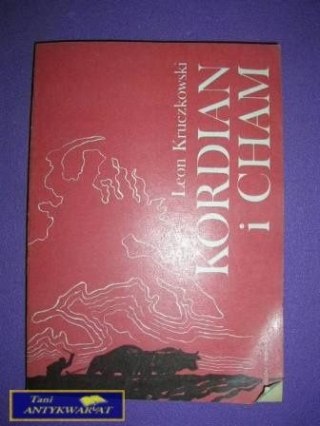 Leon Kruczkowski
KORDIAN
i CHAM
Tani
ANTYKWARIAT